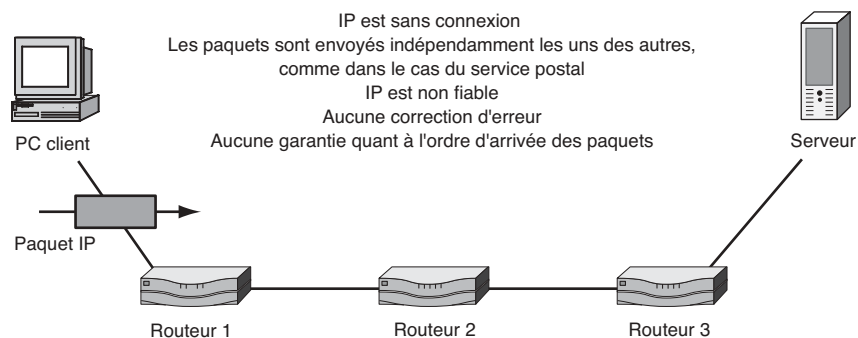 IP est sans connexion
Les paquets sont envoyés indépendamment les uns des autres,
comme dans le cas du service postal
IP est non fiable
Aucune correction d'erreur
Aucune garantie quant à l'ordre d'arrivée des paquets
PC client
Serveur
Paquet IP
Routeur 1
Routeur 2
Routeur 3